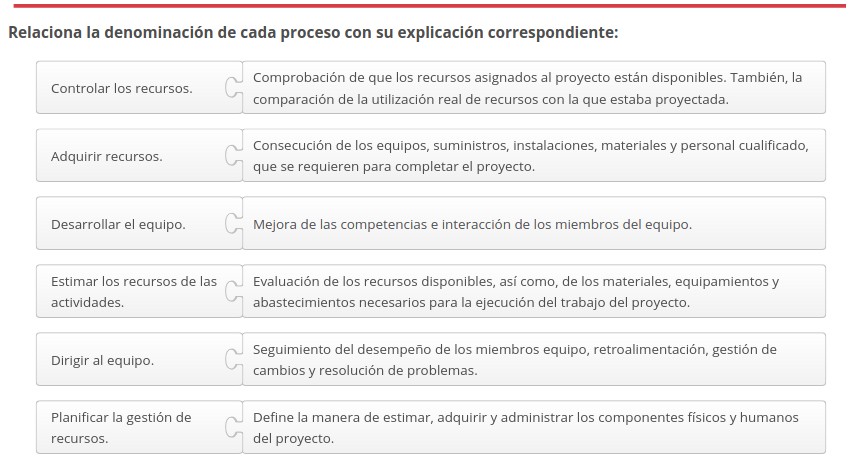 Relaciona la denominación de cada proceso con su explicación correspondiente:
Controlar los recursos.
Comprobación de que los recursos asignados al proyecto están disponibles. También, la
comparación de la utilización real de recursos con la que estaba proyectada.
Adquirir recursos.
Consecución de los equipos, suministros, instalaciones, materiales y personal cualificado,
que se requieren para completar el proyecto.
Desarrollar el equipo.
Mejora de las competencias e interacción de los miembros del equipo.
Estimar los recursos de las
actividades.
Evaluación de los recursos disponibles, así como, de los materiales, equipamientos y
abastecimientos necesarios para la ejecución del trabajo del proyecto.
Dirigir al equipo.
Seguimiento del desempeño de los miembros equipo, retroalimentación, gestión de
cambios y resolución de problemas.
Planificar la gestión de
recursos.
Define la manera de estimar, adquirir y administrar los componentes físicos y humanos
del proyecto.